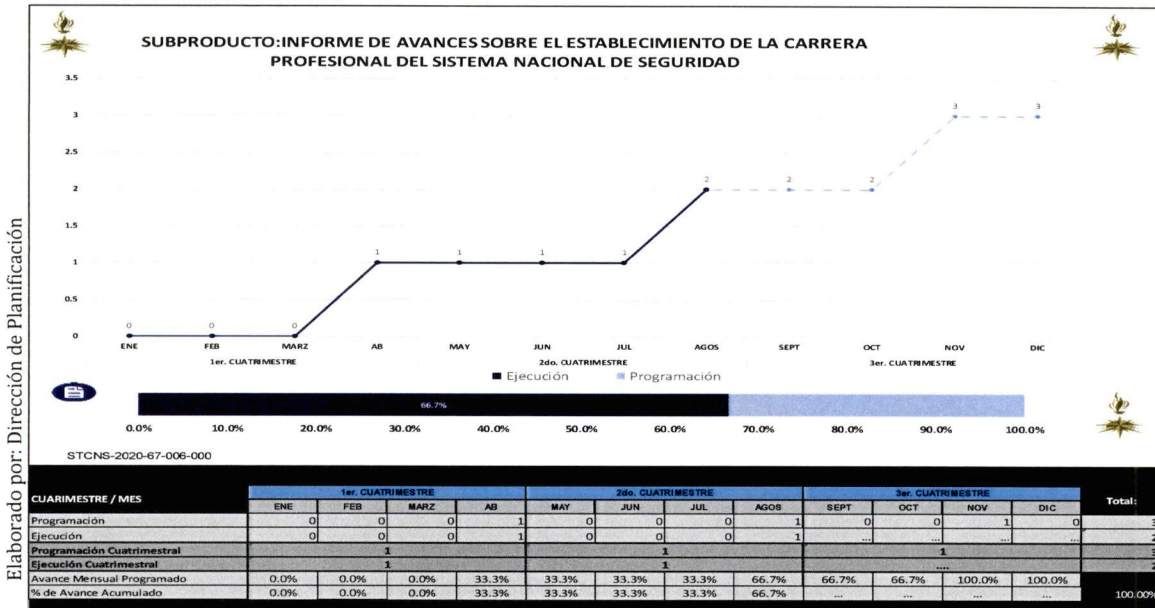 Elaborado por: Dirección de Planificación
SUBPRODUCTO:INFORME DE AVANCES SOBRE EL ESTABLECIMIENTO DE LA CARRERA
PROFESIONAL DEL SISTEMA NACIONAL DE SEGURIDAD
3.5
3
2.5
2
1.5
1
0.5
0
0 0 0 1 1 1 1 2 2 2 3 3
ENE FEB MARZ AB MAY JUN JUL AGOS SEPT OCT NOV DIC
1er. CUATRIMESTRE 2do. CUATRIMESTRE 3er. CUATRIMESTRE
Ejecución Programación
66.7%
0.0% 10.0% 20.0% 30.0% 40.0% 50.0% 60.0% 70.0% 80.0% 90.0% 100.0%
STCNS-2020-67-006-000
CUARIMESTRE / MES 1er. CUATRIMESTRE 2do. CUATRIMESTRE 3er. CUATRIMESTRE Total:
ENE FEB MARZ AB MAY JUN JUL AGOS SEPT OCT NOV DIC
Programación 0 0 0 1 0 0 0 1 0 0 1 0 3
Ejecución 0 0 0 1 0 0 0 1 ... ... ... ... 2
Programación Cuatrimestral 1 1 1 3
Ejecución Cuatrimestral 1 1 .... 2
Avance Mensual Programado 0.0% 0.0% 0.0% 33.3% 33.3% 33.3% 33.3% 66.7% 66.7% 66.7% 100.0% 100.0%
% de Avance Acumulado 0.0% 0.0% 0.0% 33.3% 33.3% 33.3% 33.3% 66.7% ... ... ... ... 100.00%